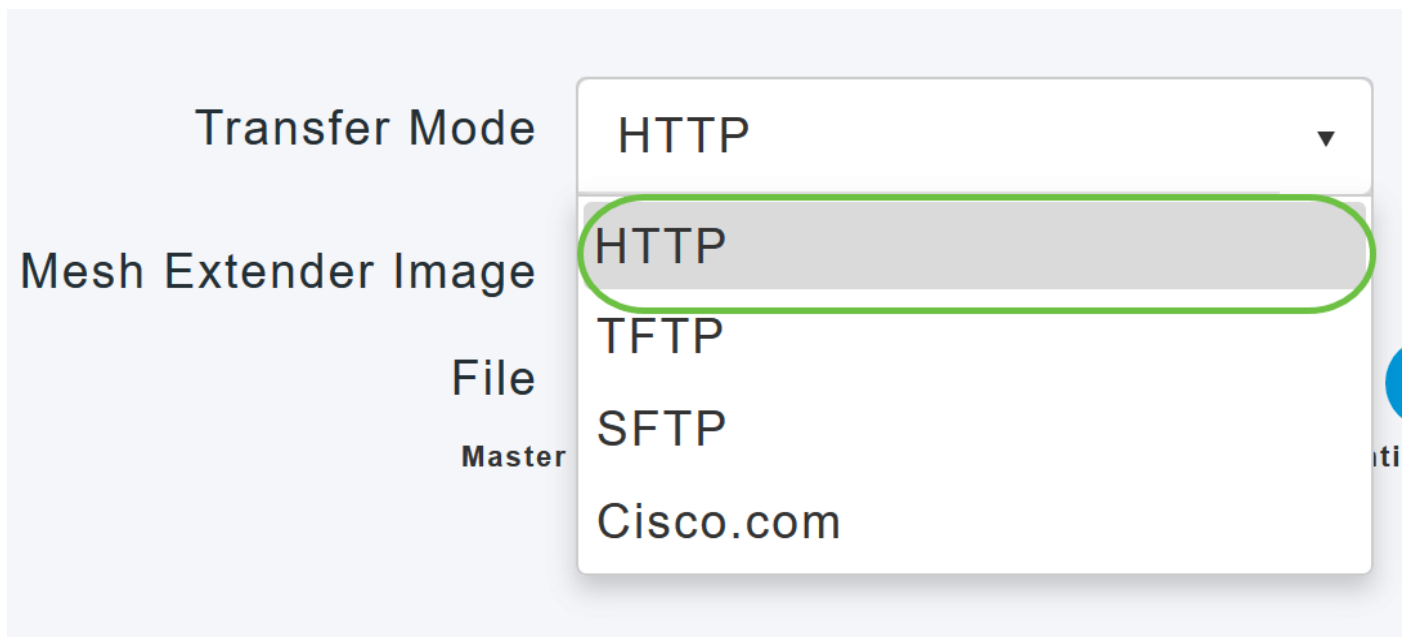 Transfer Mode HTTP
HTTP
Mesh Extender Image
TFTP
File
SFTP
Master
Cisco.com